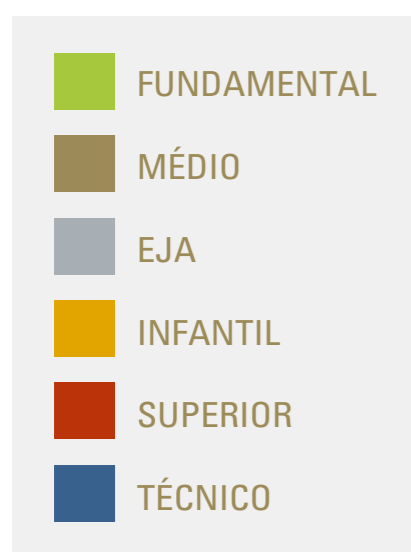 FUNDAMENTAL
MÉDIO
EJA
INFANTIL
SUPERIOR
TÉCNICO